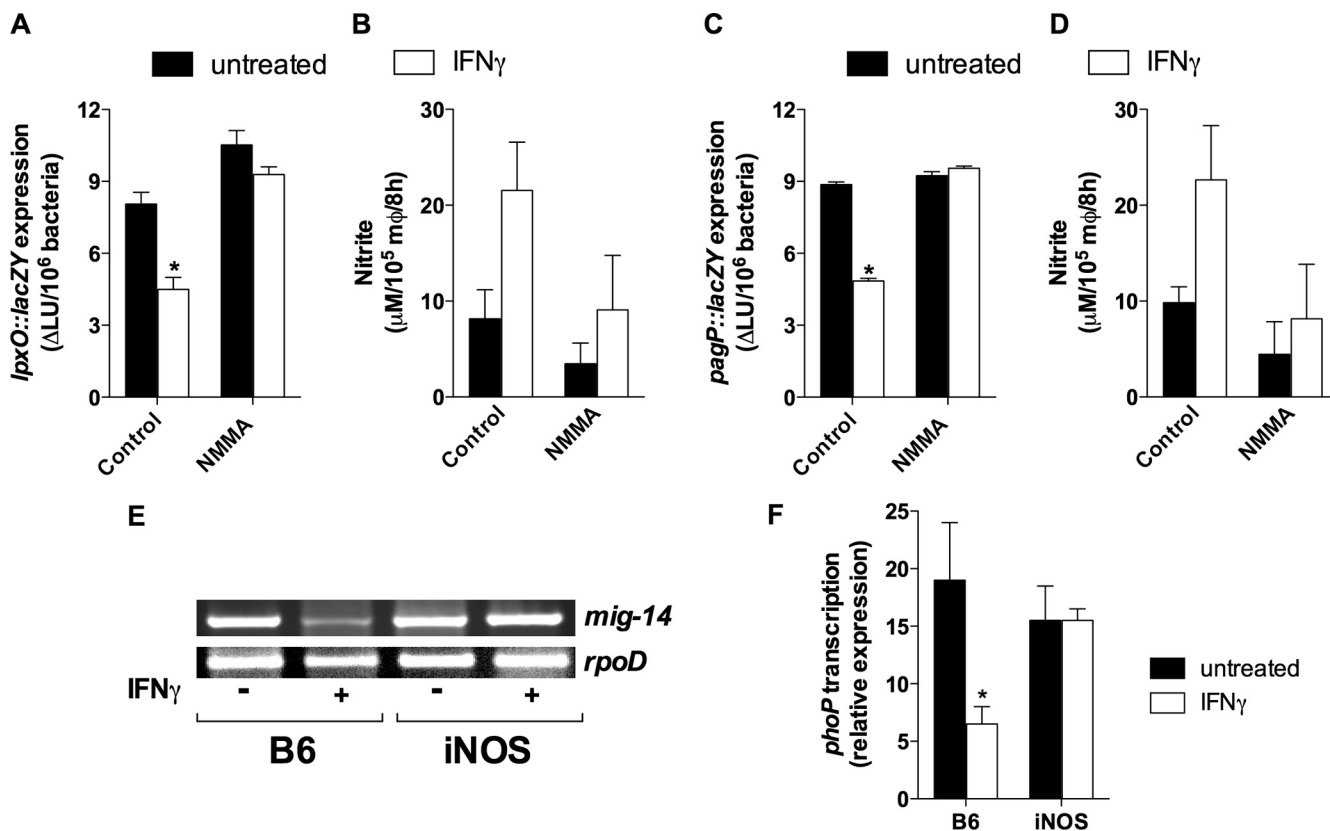 A
B
C
D
untreated
IFNγ
untreated
IFNγ
lpxO::lacZY expression
(ΔLU/10⁶ bacteria)
12
9
6
3
0
Control
NMMA
Nitrite
(μM/10⁵ mϕ/8h)
30
20
10
0
Control
NMMA
pagP::lacZY expression
(ΔLU/10⁶ bacteria)
12
9
6
3
0
Control
NMMA
Nitrite
(μM/10⁵ mϕ/8h)
30
20
10
0
Control
NMMA
*
*
E
mig-14
rpoD
IFNγ - + - +
B6 iNOS
F
phoP transcription
(relative expression)
25
20
15
10
5
0
*
B6 iNOS
untreated
IFNγ